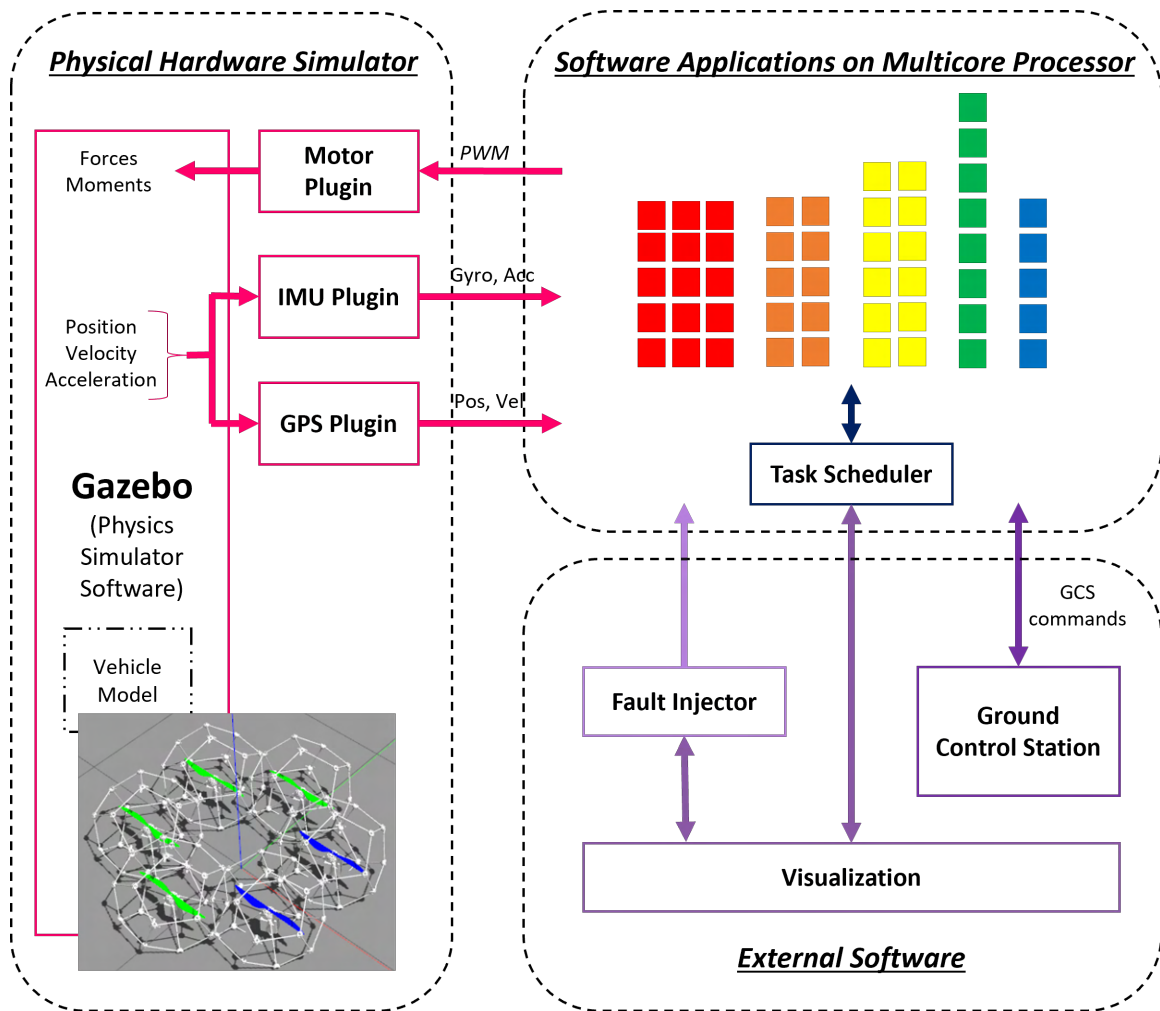 Physical Hardware Simulator
Forces
Moments
Motor
Plugin
PWM
IMU Plugin
Gyro, Acc
Position
Velocity
Acceleration
GPS Plugin
Pos, Vel
Gazebo
(Physics
Simulator
Software)
Vehicle
Model
Software Applications on Multicore Processor
Task Scheduler
GCS
commands
Fault Injector
Ground
Control Station
Visualization
External Software